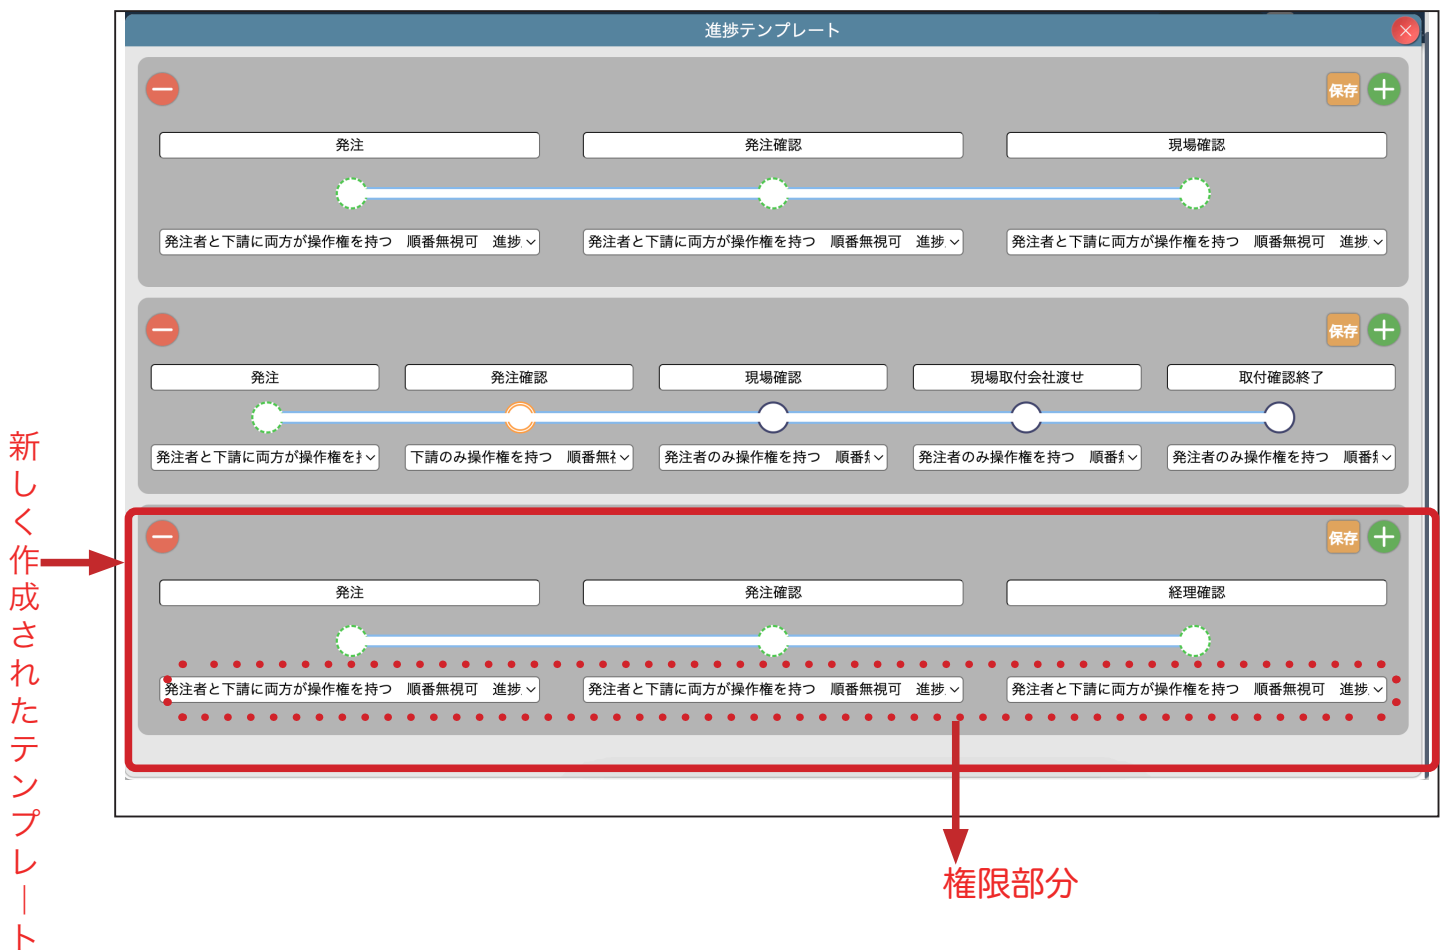 進捗テンプレート
保存
発注
発注確認
現場確認
発注者と下請に両方が操作権を持つ　順番無視可　進捗
発注者と下請に両方が操作権を持つ　順番無視可　進捗
発注者と下請に両方が操作権を持つ　順番無視可　進捗
保存
発注
発注確認
現場確認
現場取付会社渡せ
取付確認終了
発注者と下請に両方が操作権を
下請のみ操作権を持つ　順番無
発注者のみ操作権を持つ　順番
発注者のみ操作権を持つ　順番
発注者のみ操作権を持つ　順番
新しく作成されたテンプレート
保存
発注
発注確認
経理確認
発注者と下請に両方が操作権を持つ　順番無視可　進捗
発注者と下請に両方が操作権を持つ　順番無視可　進捗
発注者と下請に両方が操作権を持つ　順番無視可　進捗
権限部分